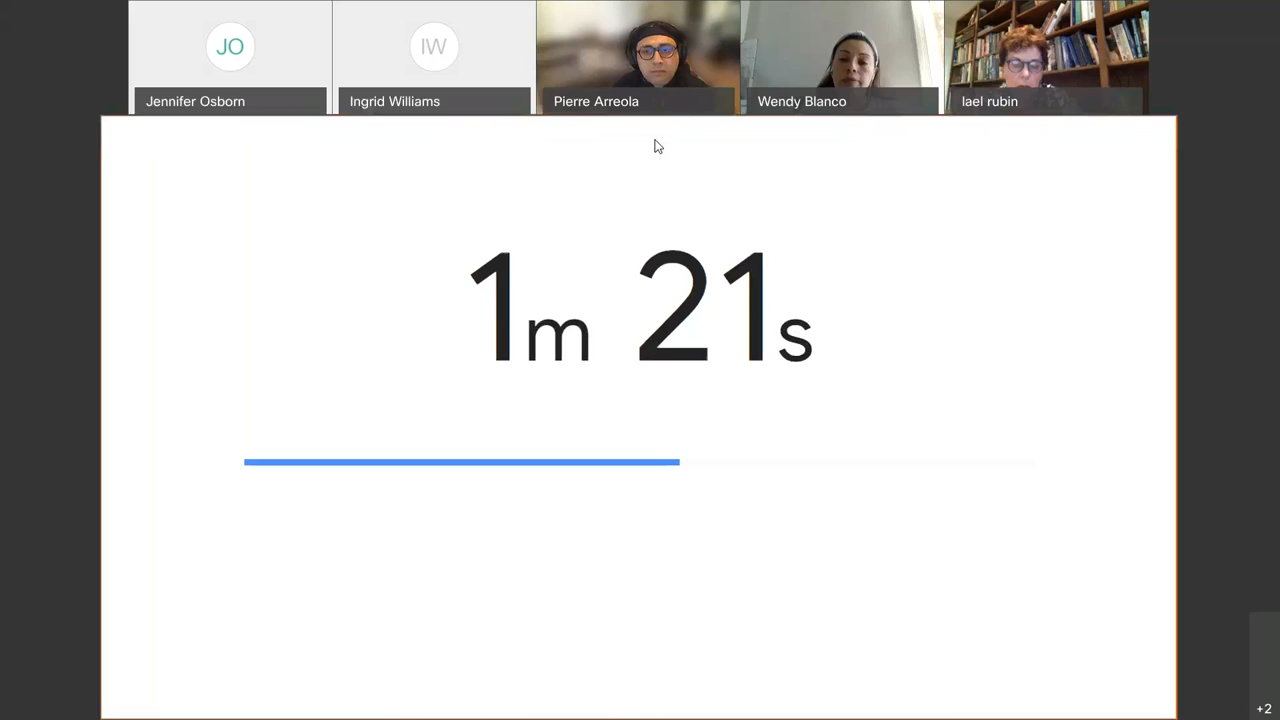 JO
IW
Jennifer Osborn
Ingrid Williams
Pierre Arreola
Wendy Blanco
lael rubin
1m 21s
+2